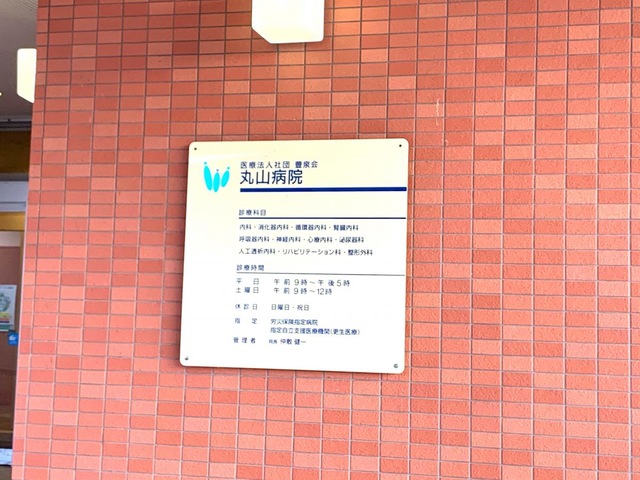 医療法人社団 豊泉会
丸山病院
診療科目
内科・消化器内科・循環器内科・腎臓内科
呼吸器内科・神経内科・心療内科・泌尿器科
人工透析内科・リハビリテーション科・整形外科
診療時間
平 日 午前9時~午後5時
土曜日 午前9時~12時
休診日 日曜日・祝日
指 定 労災保険指定病院
指定自立支援医療機関(更生医療)
管理者 院長 仲敷 健一